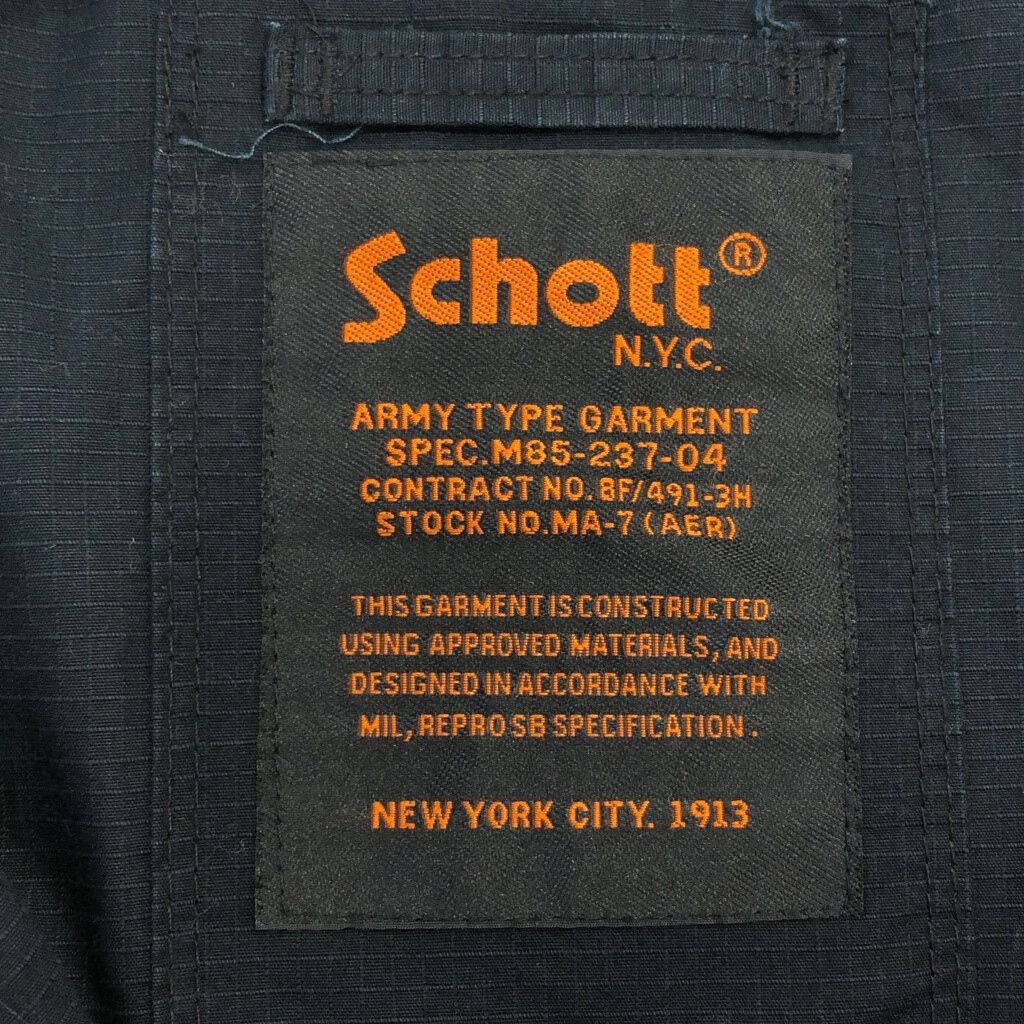 Schott®
N.Y.C.
ARMY TYPE GARMENT
SPEC.M85-237-04
CONTRACT NO.8F/491-3H
STOCK NO.MA-7(AER)
THIS GARMENT IS CONSTRUCTED
USING APPROVED MATERIALS, AND
DESIGNED IN ACCORDANCE WITH
MIL, REPRO SB SPECIFICATION.
NEW YORK CITY. 1913